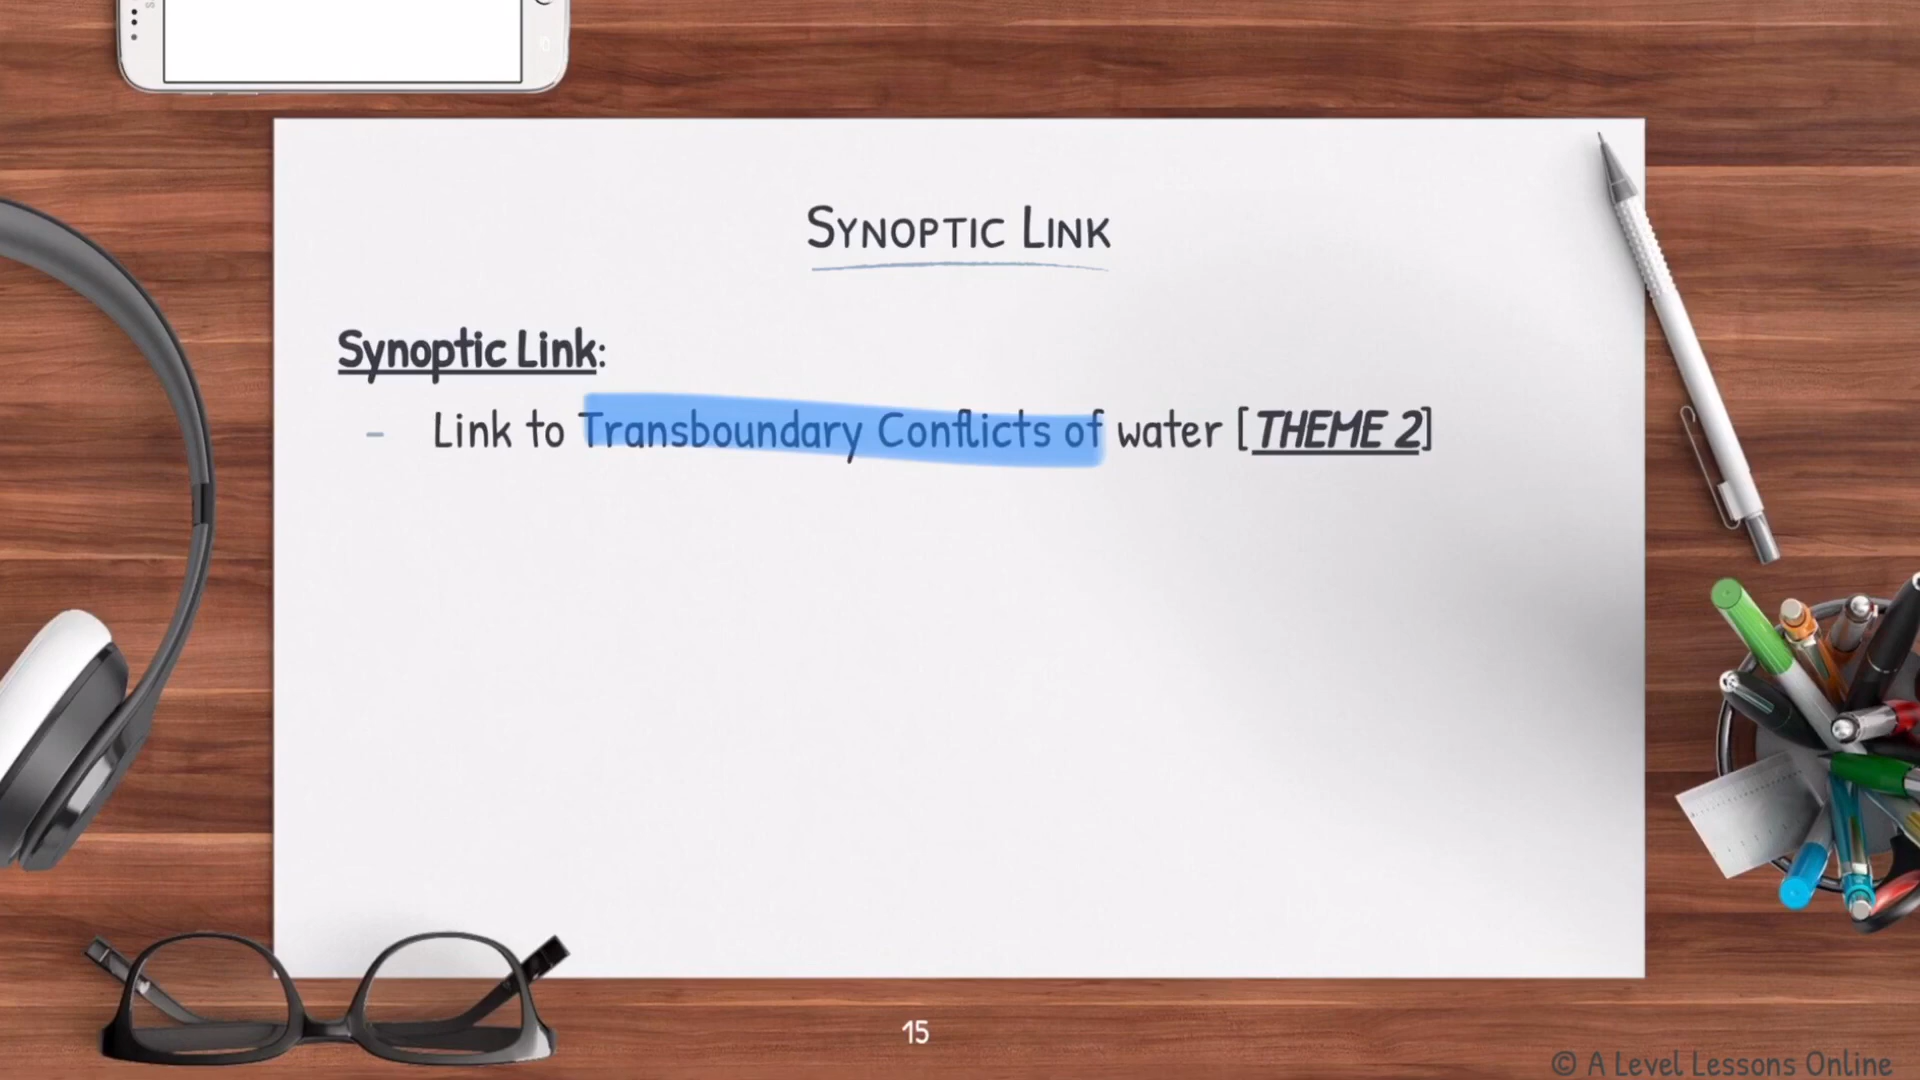 Synoptic Link
Synoptic Link:
- Link to Transboundary Conflicts of water [THEME 2]
15
© A Level Lessons Online